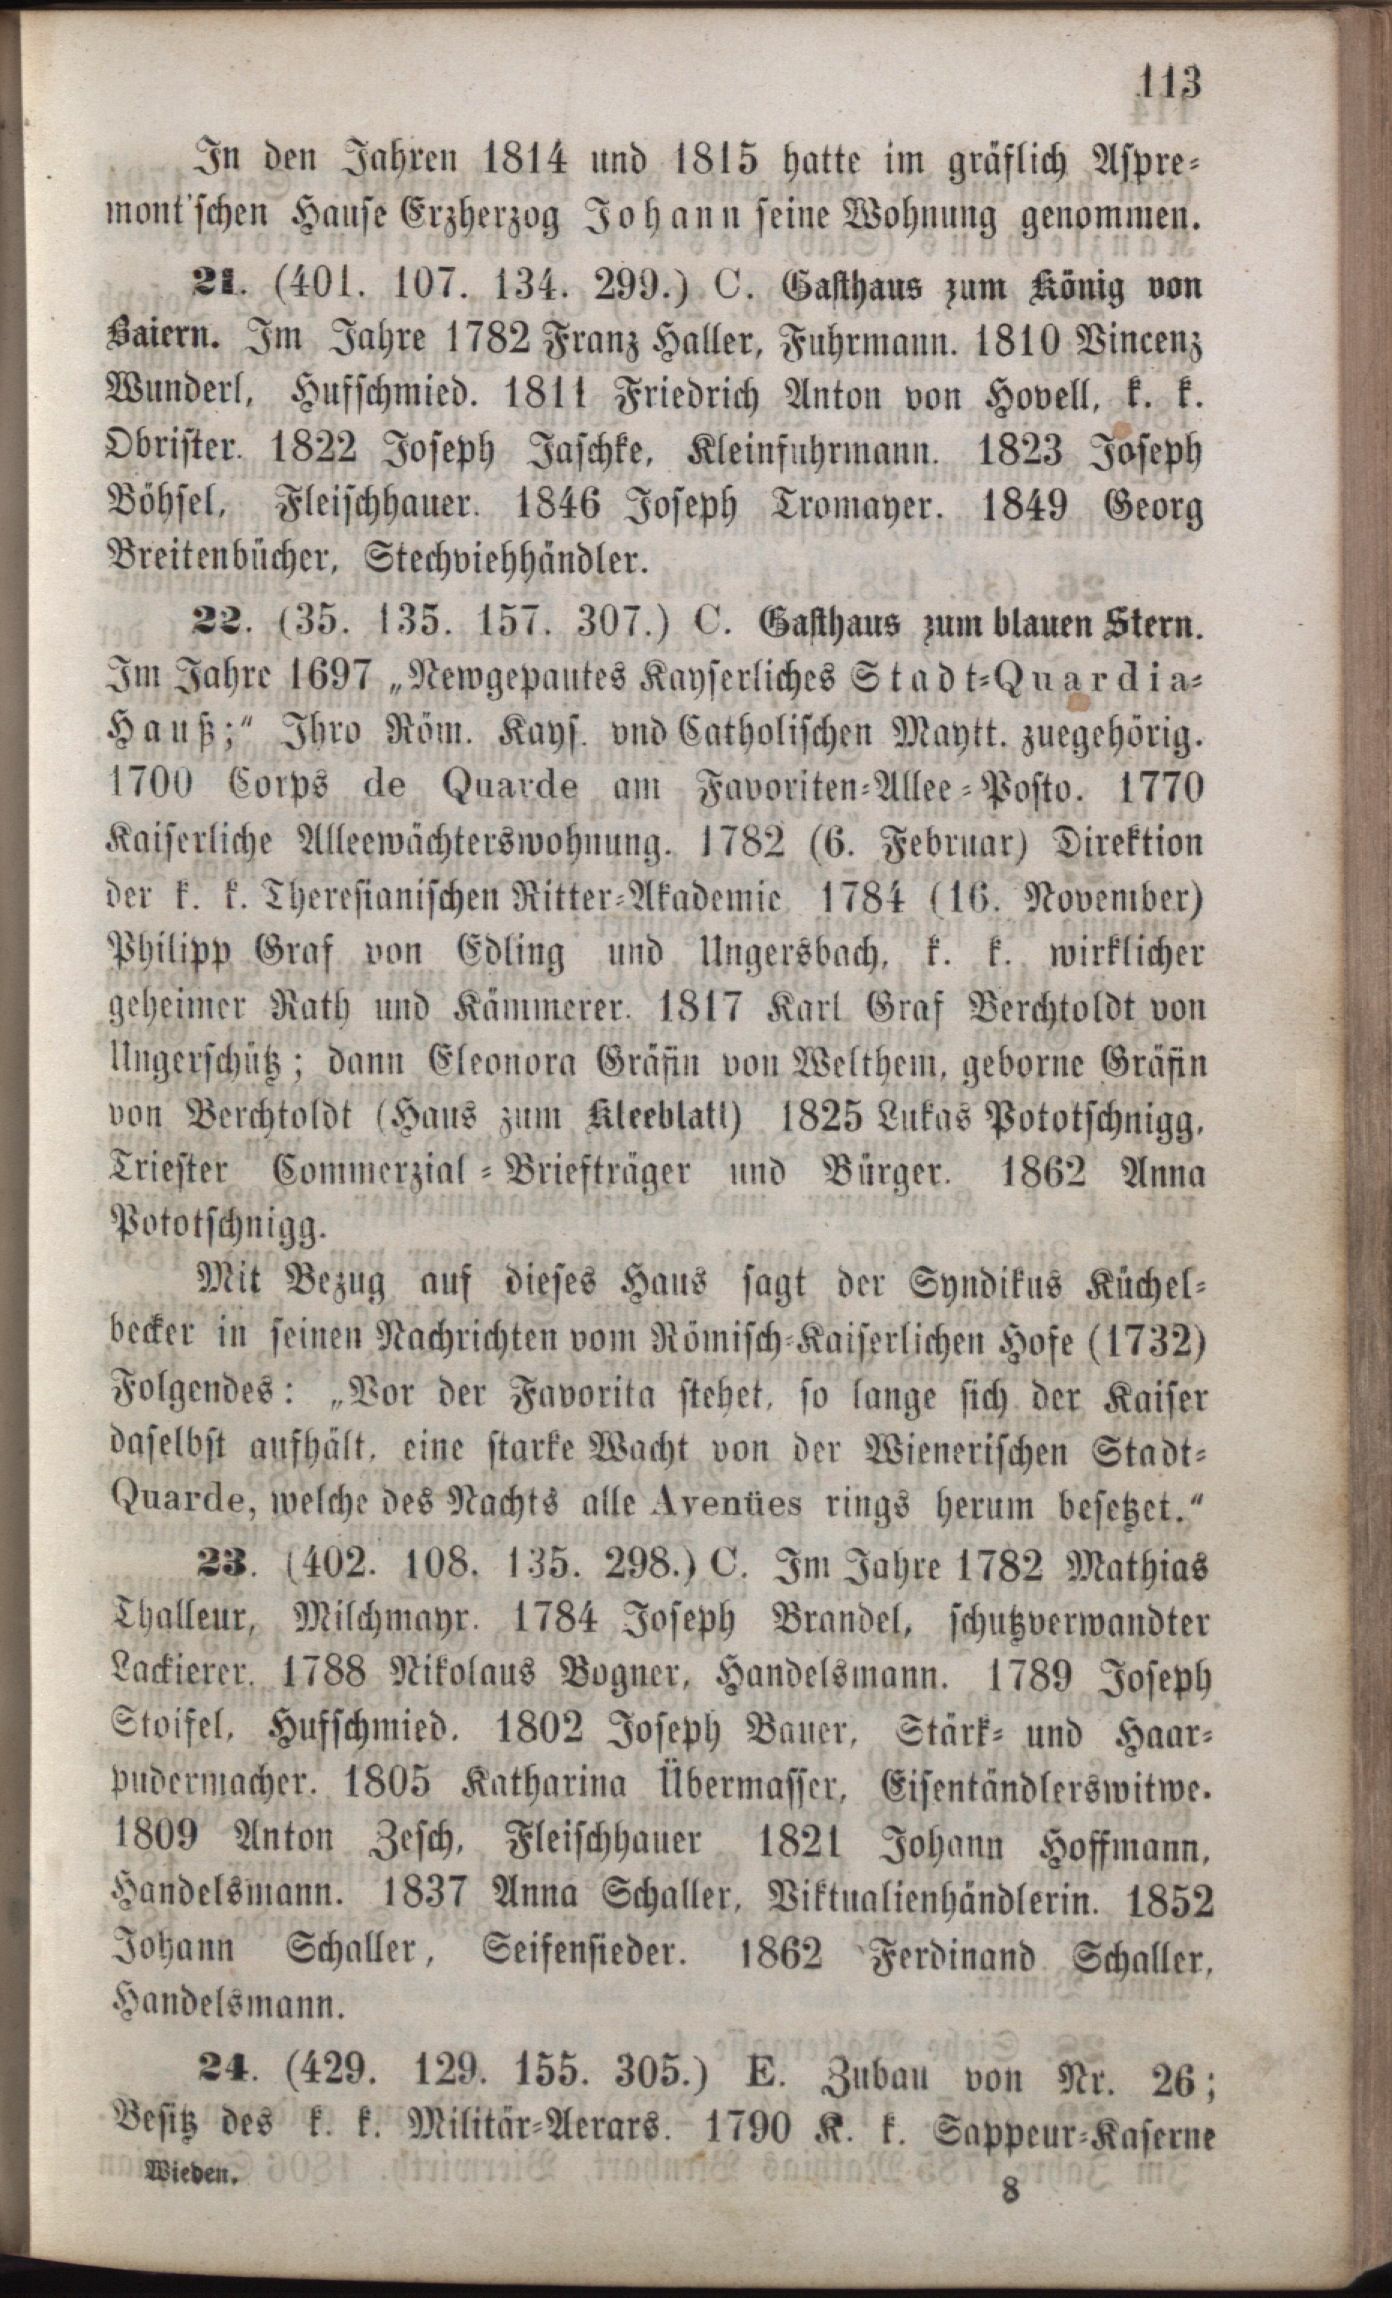 113
In den Jahren 1814 und 1815 hatte im gräflich Aspre-
mont'schen Hause Erzherzog Johann seine Wohnung genommen.
21. (401. 107. 134. 299.) C. Gasthaus zum König von
Baiern. Im Jahre 1782 Franz Haller, Fuhrmann. 1810 Vincenz
Wunderl, Hufschmied. 1811 Friedrich Anton von Hovell, k. k.
Obrister. 1822 Joseph Jaschke, Kleinfuhrmann. 1823 Joseph
Böhsel, Fleischhauer. 1846 Joseph Tromayer. 1849 Georg
Breitenbücher, Stechviehhändler.
22. (35. 135. 157. 307.) C. Gasthaus zum blauen Stern.
Im Jahre 1697 „Newgepautes Kayserliches Stadt-Quardia-
Hauß;“ Ihro Röm. Kays. vnd Catholischen Maytt. zuegehörig.
1700 Corps de Quarde am Favoriten-Allee-Posto. 1770
Kaiserliche Alleewächterswohnung. 1782 (6. Februar) Direktion
der k. k. Theresianischen Ritter-Akademie 1784 (16. November)
Philipp Graf von Edling und Ungersbach, k. k. wirklicher
geheimer Rath und Kämmerer. 1817 Karl Graf Berchtoldt von
Ungerschütz; dann Eleonora Gräfin von Welthem, geborne Gräfin
von Berchtoldt (Haus zum Kleeblatt) 1825 Lukas Pototschnigg,
Triester Commerzial-Briefträger und Bürger. 1862 Anna
Pototschnigg.
Mit Bezug auf dieses Haus sagt der Syndikus Küchel-
becker in seinen Nachrichten vom Römisch-Kaiserlichen Hofe (1732)
Folgendes: „Vor der Favorita stehet, so lange sich der Kaiser
daselbst aufhält, eine starke Wacht von der Wienerischen Stadt-
Quarde, welche des Nachts alle Avenües rings herum besetzet.“
23. (402. 108. 135. 298.) C. Im Jahre 1782 Mathias
Thalleur, Milchmayr. 1784 Joseph Brandel, schutzverwandter
Lackierer. 1788 Nikolaus Bogner, Handelsmann. 1789 Joseph
Stoifel, Hufschmied. 1802 Joseph Bauer, Stärk- und Haar-
pudermacher. 1805 Katharina Übermasser, Eisentändlerswitwe.
1809 Anton Zesch, Fleischhauer 1821 Johann Hoffmann,
Handelsmann. 1837 Anna Schaller, Viktualienhändlerin. 1852
Johann Schaller, Seifensieder. 1862 Ferdinand Schaller,
Handelsmann.
24. (429. 129. 155. 305.) E. Zubau von Nr. 26;
Besitz des k. k. Militär-Aerars. 1790 K. k. Sappeur-Kaserne
Wieden. 8